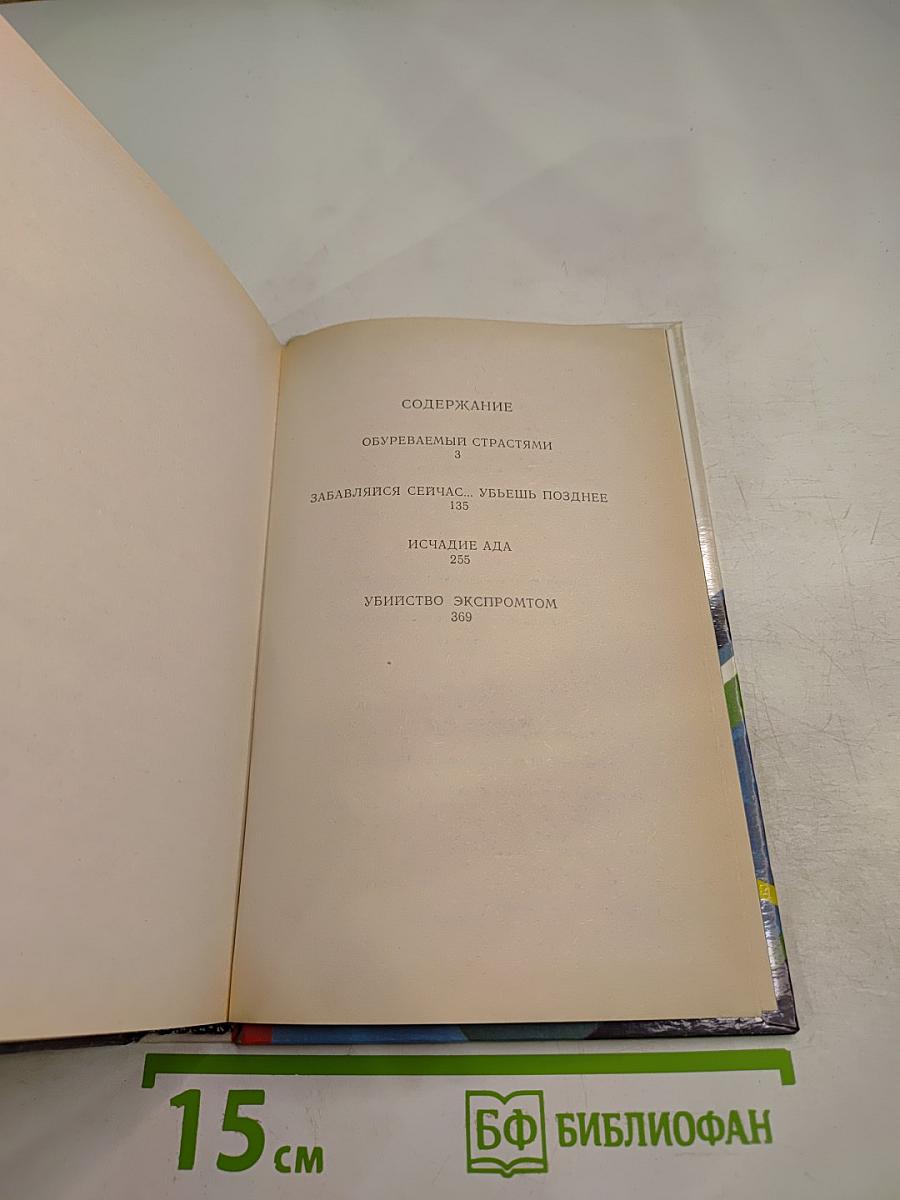 СОДЕРЖАНИЕ
ОБУРЕВАЕМЫЙ СТРАСТЯМИ
3
ЗАБАВЛЯЙСЯ СЕЙЧАС... УБЬЕШЬ ПОЗДНЕЕ
135
ИСЧАДИЕ АДА
255
УБИЙСТВО ЭКСПРОМТОМ
369
15 см
БФ БИБЛИОФАН